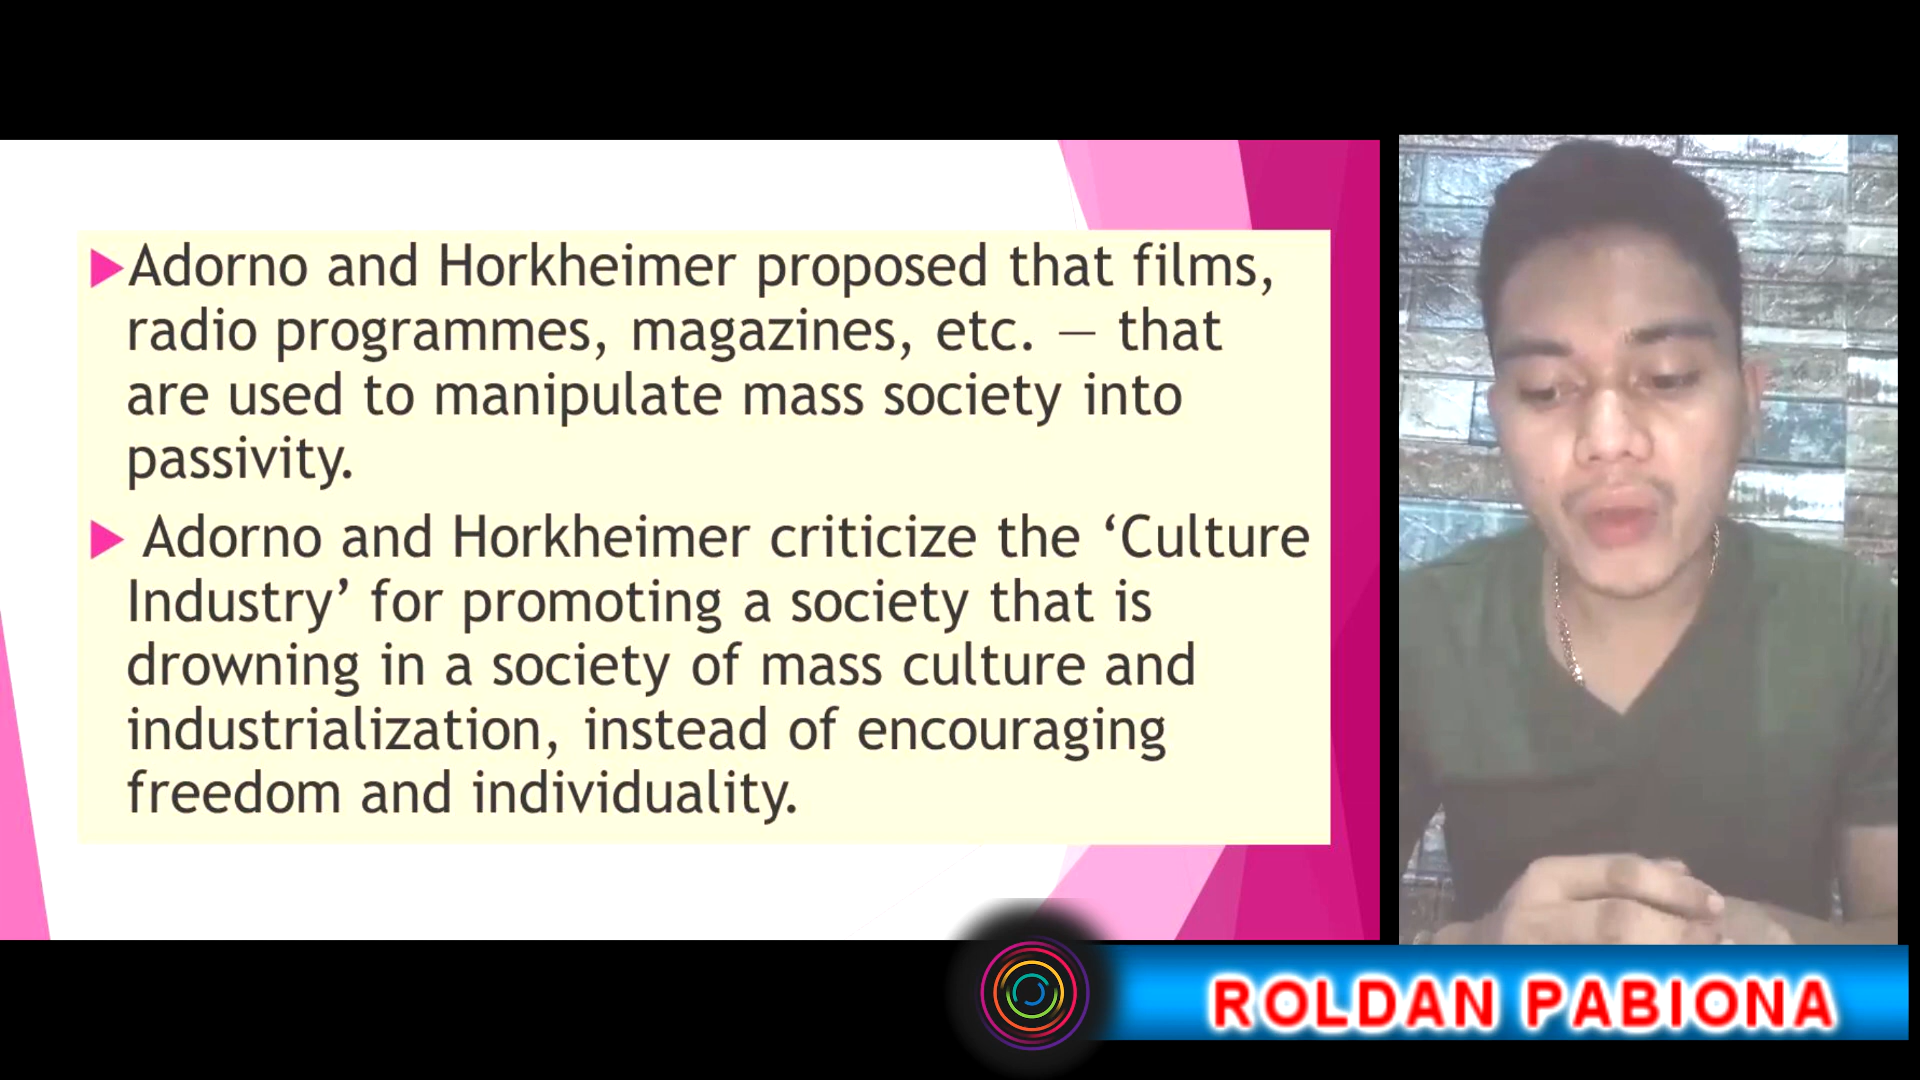 Adorno and Horkheimer proposed that films,
radio programmes, magazines, etc. — that
are used to manipulate mass society into
passivity.
Adorno and Horkheimer criticize the ‘Culture
Industry’ for promoting a society that is
drowning in a society of mass culture and
industrialization, instead of encouraging
freedom and individuality.
ROLDAN PABIONA